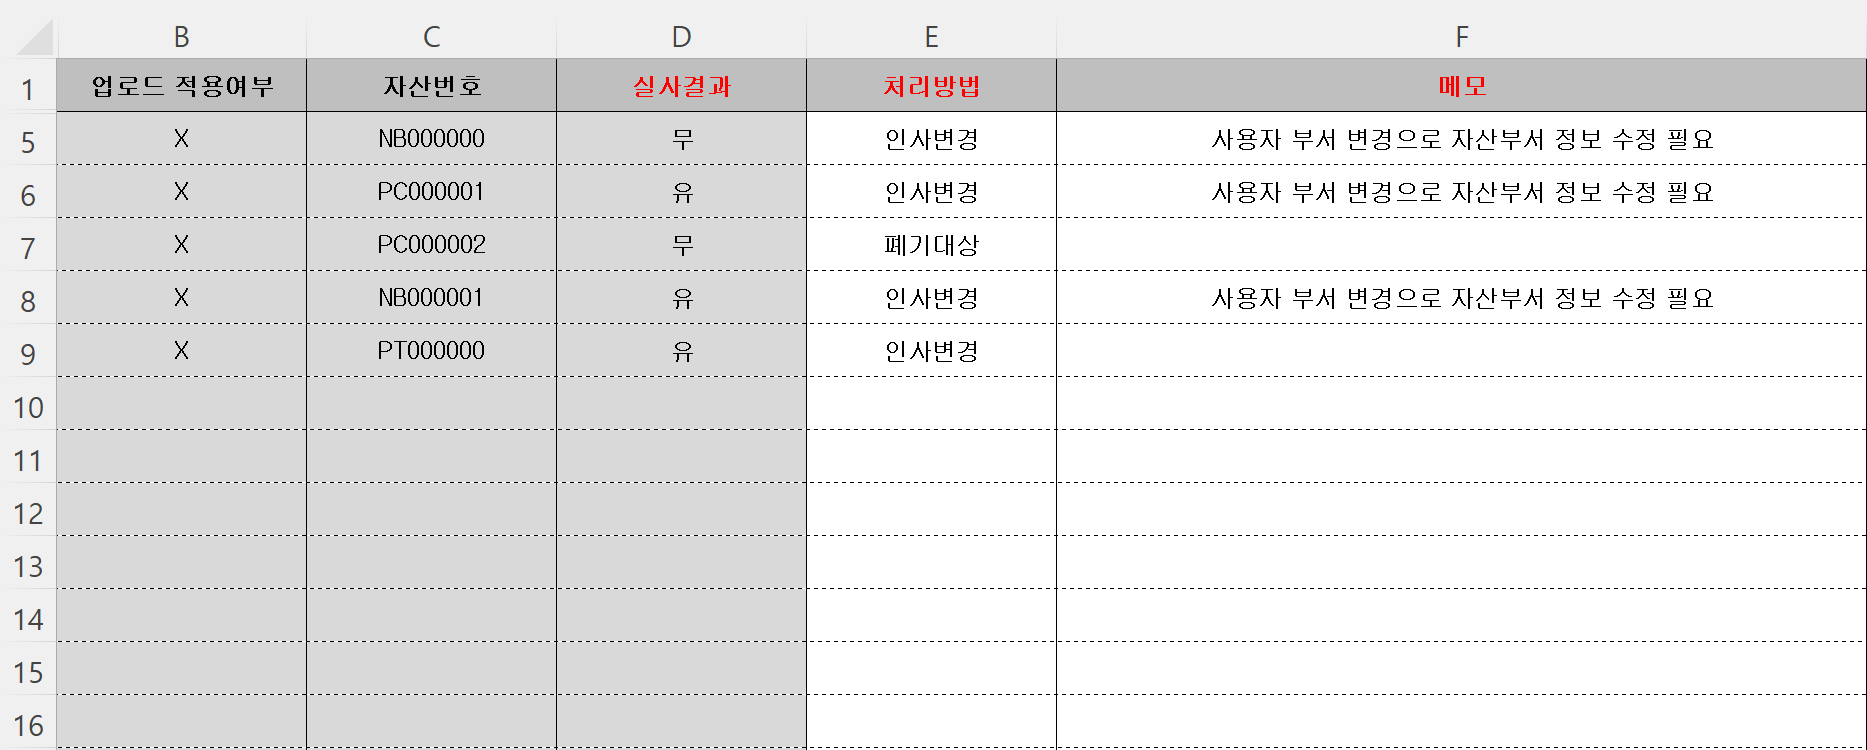 B C D E F
1 업로드 적용여부 자산번호 실사결과 처리방법 메모
5 X NB000000 무 인사변경 사용자 부서 변경으로 자산부서 정보 수정 필요
6 X PC000001 유 인사변경 사용자 부서 변경으로 자산부서 정보 수정 필요
7 X PC000002 무 폐기대상
8 X NB000001 유 인사변경 사용자 부서 변경으로 자산부서 정보 수정 필요
9 X PT000000 유 인사변경
10
11
12
13
14
15
16